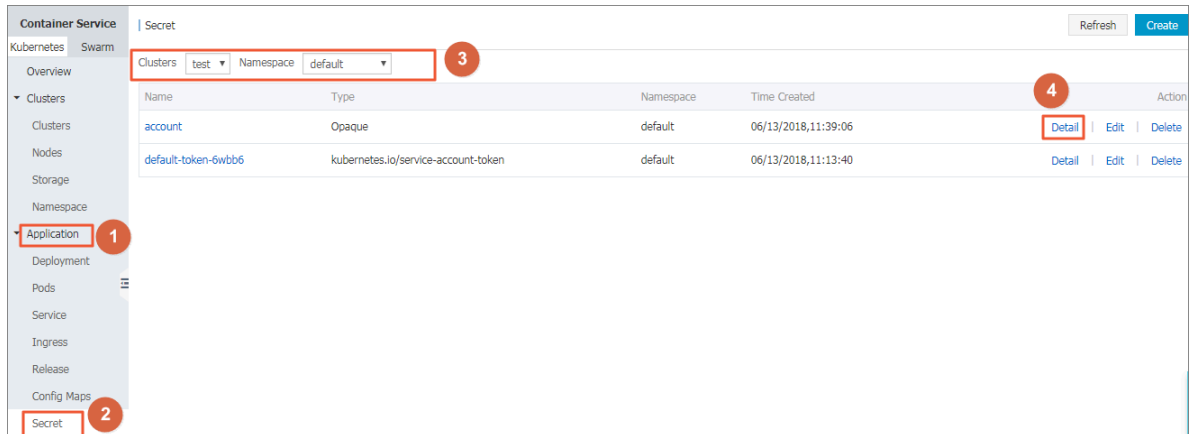 Container Service
Kubernetes Swarm
Overview
Clusters
Clusters
Nodes
Storage
Namespace
Application
1
Deployment
Pods
Service
Ingress
Release
Config Maps
2
Secret
Secret
Refresh Create
Clusters test Namespace default
3
4
Name Type Namespace Time Created Action
account Opaque default 06/13/2018,11:39:06 Detail | Edit | Delete
default-token-6wbb6 kubernetes.io/service-account-token default 06/13/2018,11:13:40 Detail | Edit | Delete